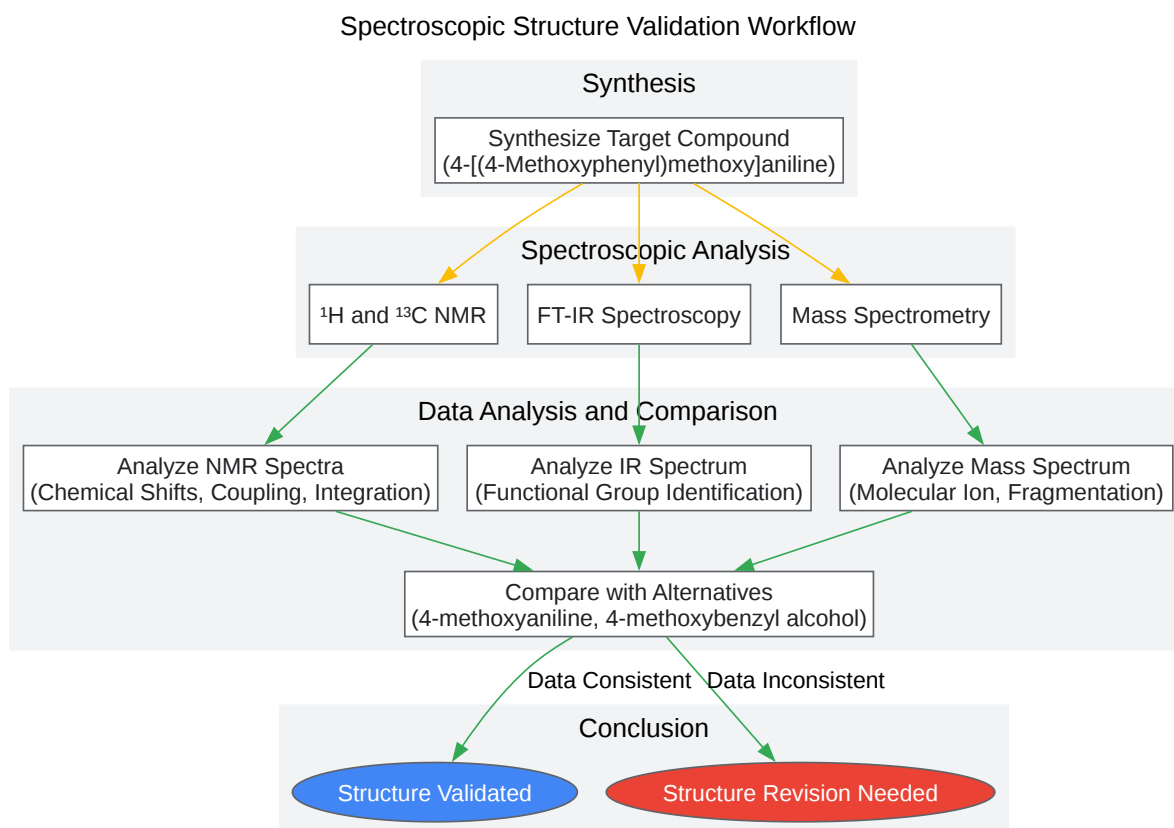 Spectroscopic Structure Validation Workflow
Synthesis
Synthesize Target Compound
(4-[(4-Methoxyphenyl)methoxy]aniline)
Spectroscopic Analysis
¹H and ¹³C NMR
FT-IR Spectroscopy
Mass Spectrometry
Data Analysis and Comparison
Analyze NMR Spectra
(Chemical Shifts, Coupling, Integration)
Analyze IR Spectrum
(Functional Group Identification)
Analyze Mass Spectrum
(Molecular Ion, Fragmentation)
Compare with Alternatives
(4-methoxyaniline, 4-methoxybenzyl alcohol)
Data Consistent
Data Inconsistent
Conclusion
Structure Validated
Structure Revision Needed